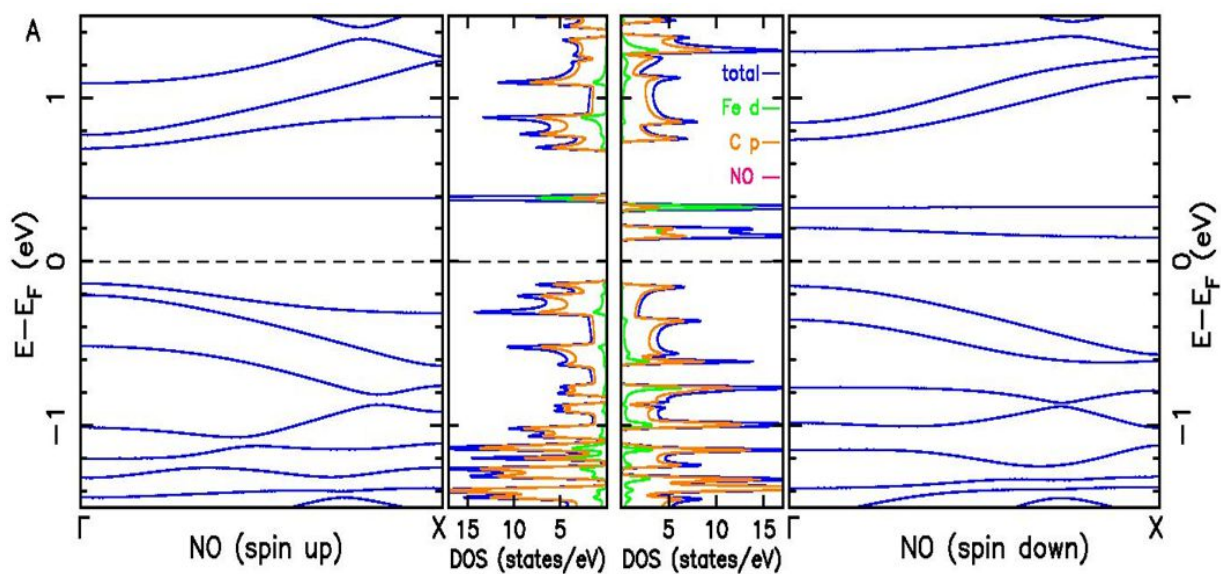 A
total
Fe d
C p
NO
1
0
−1
E−E_F (eV)
1
0
−1
E−E_F (eV)
Γ
X
15
10
5
5
10
15
Γ
X
NO (spin up)
DOS (states/eV)
DOS (states/eV)
NO (spin down)